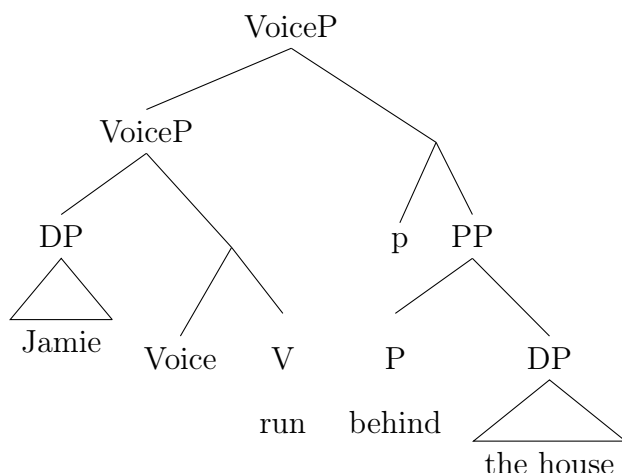 VoiceP
VoiceP
DP p PP
Jamie Voice V P DP
run behind
the house